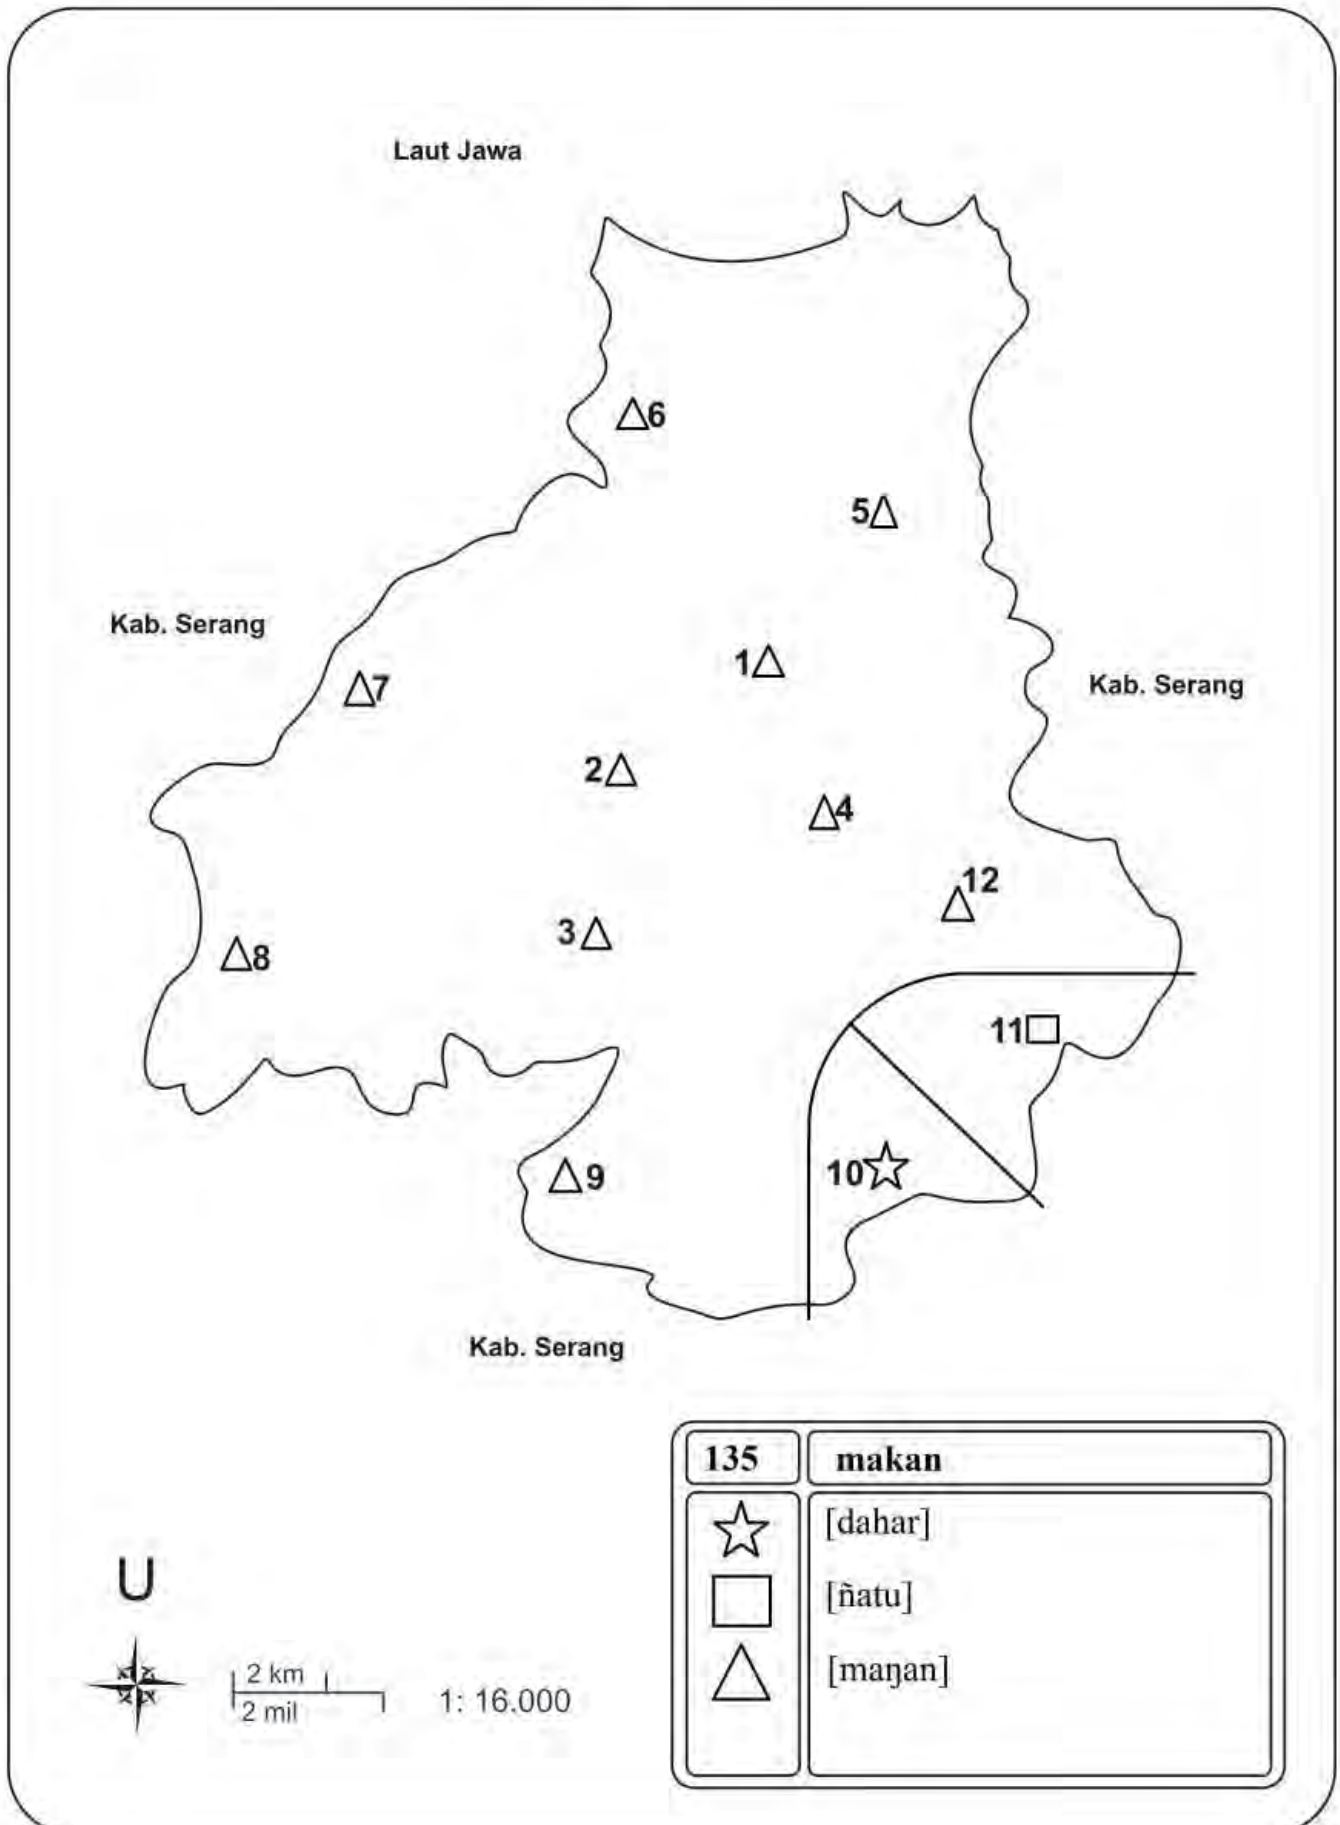 Laut Jawa
6
5
Kab. Serang
1
Kab. Serang
7
2
4
12
3
8
11
10
9
Kab. Serang
135 makan
[dahar]
[ñatu]
[maŋan]
U
2 km
2 mil
1: 16.000